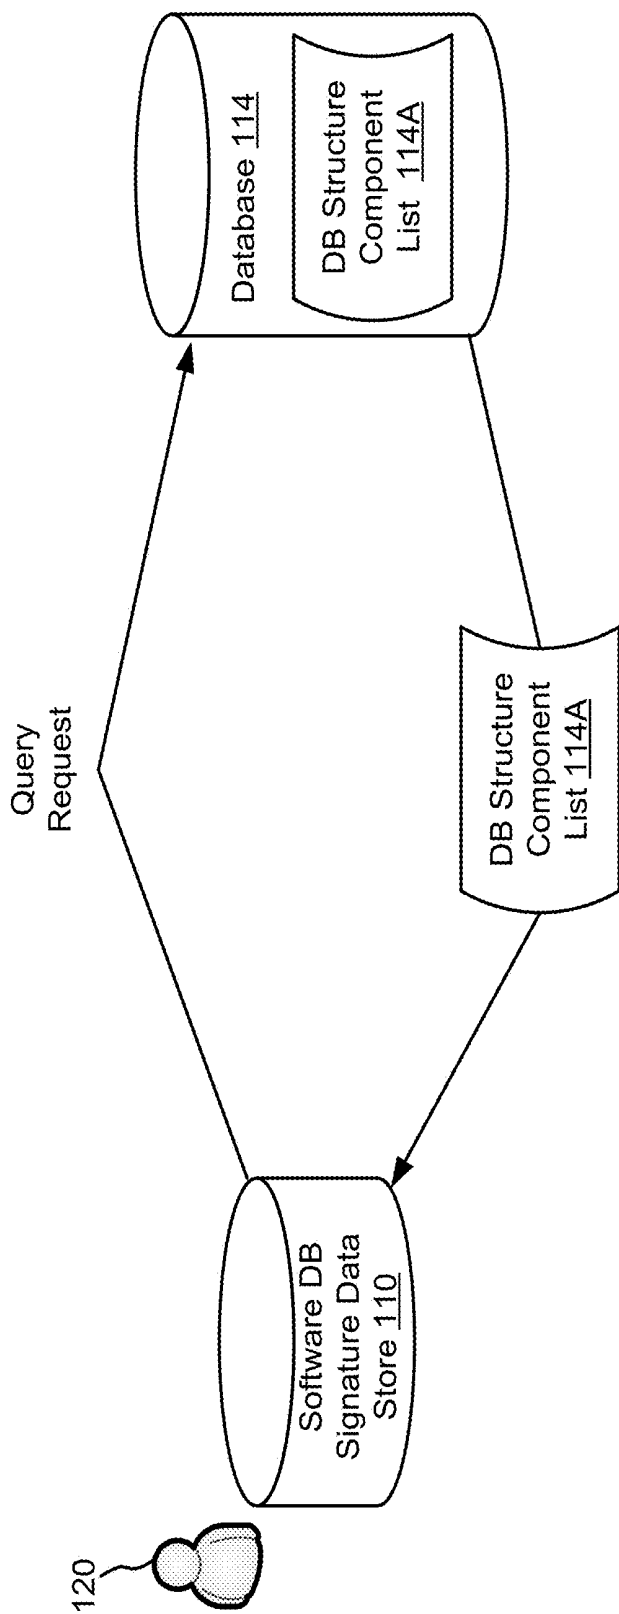 120
Software DB
Signature Data
Store 110
Query
Request
DB Structure
Component
List 114A
Database 114
DB Structure
Component
List 114A